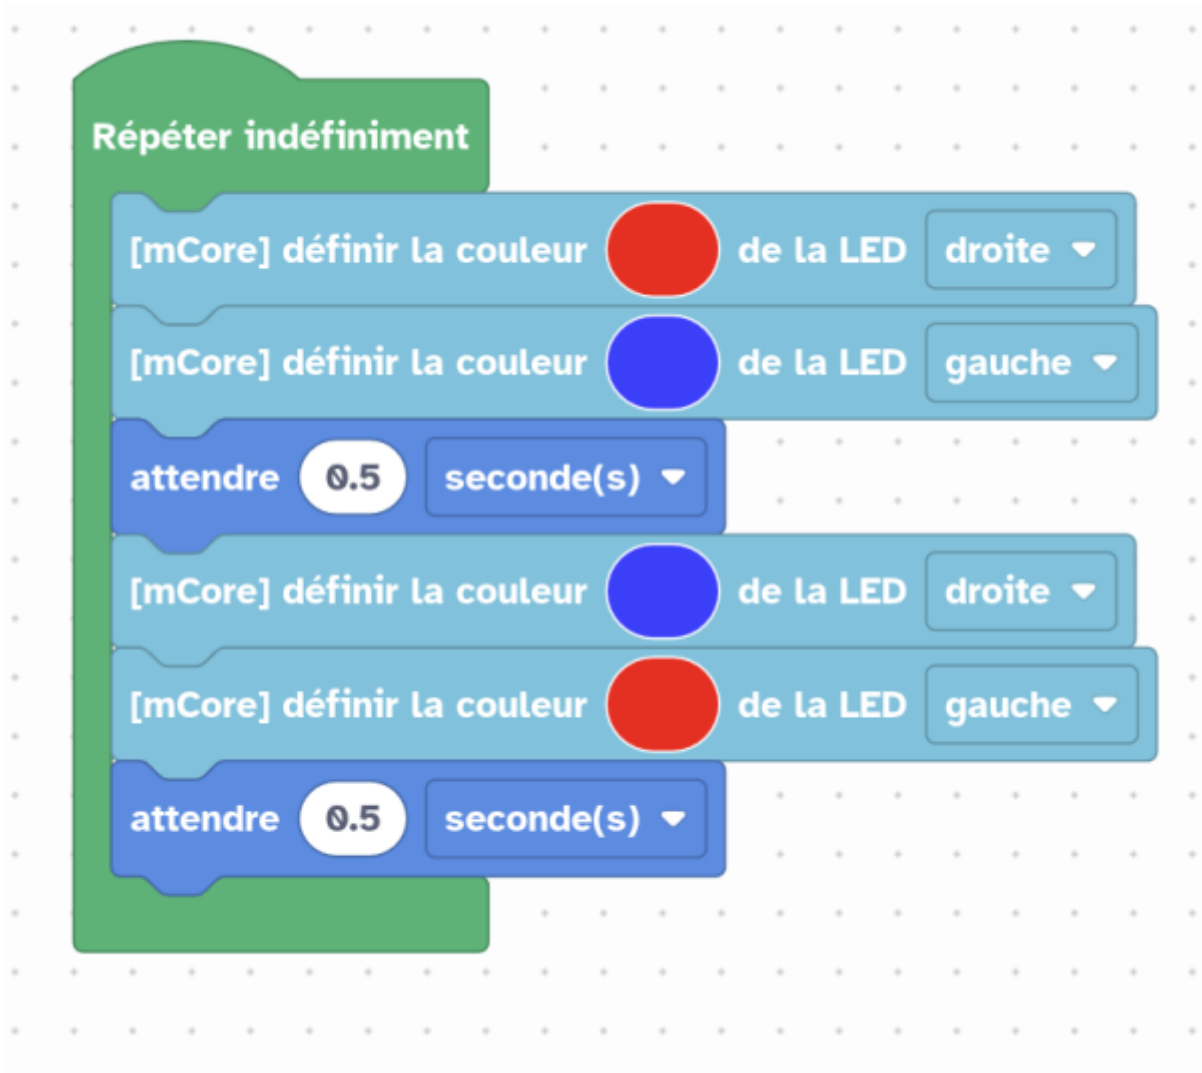 Répéter indéfiniment
[mCore] définir la couleur de la LED droite
[mCore] définir la couleur de la LED gauche
attendre 0.5 seconde(s)
[mCore] définir la couleur de la LED droite
[mCore] définir la couleur de la LED gauche
attendre 0.5 seconde(s)